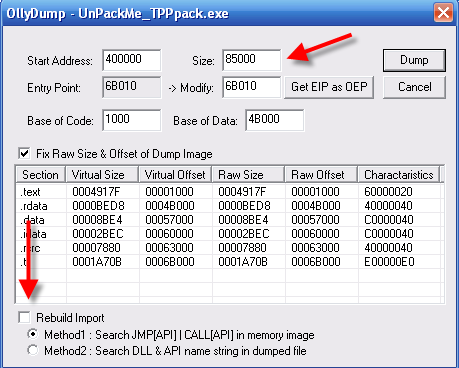 OllyDump - UnPackMe_TPPpack.exe
Start Address: 400000 Size: 85000 Dump
Entry Point: 6B010 -> Modify: 6B010 Get EIP as OEP Cancel
Base of Code: 1000 Base of Data: 4B000
Fix Raw Size & Offset of Dump Image
Section Virtual Size Virtual Offset Raw Size Raw Offset Charactaristics
.text 0004917F 00001000 0004917F 00001000 60000020
.rdata 0000BED8 0004B000 0000BED8 0004B000 40000040
.data 00008BE4 00057000 00008BE4 00057000 C0000040
.idata 00002BEC 00060000 00002BEC 00060000 C0000040
.rsrc 00007880 00063000 00007880 00063000 40000040
0001A70B 0006B000 0001A70B 0006B000 E00000E0
Rebuild Import
Method1 : Search JMP[API] | CALL[API] in memory image
Method2 : Search DLL & API name string in dumped file